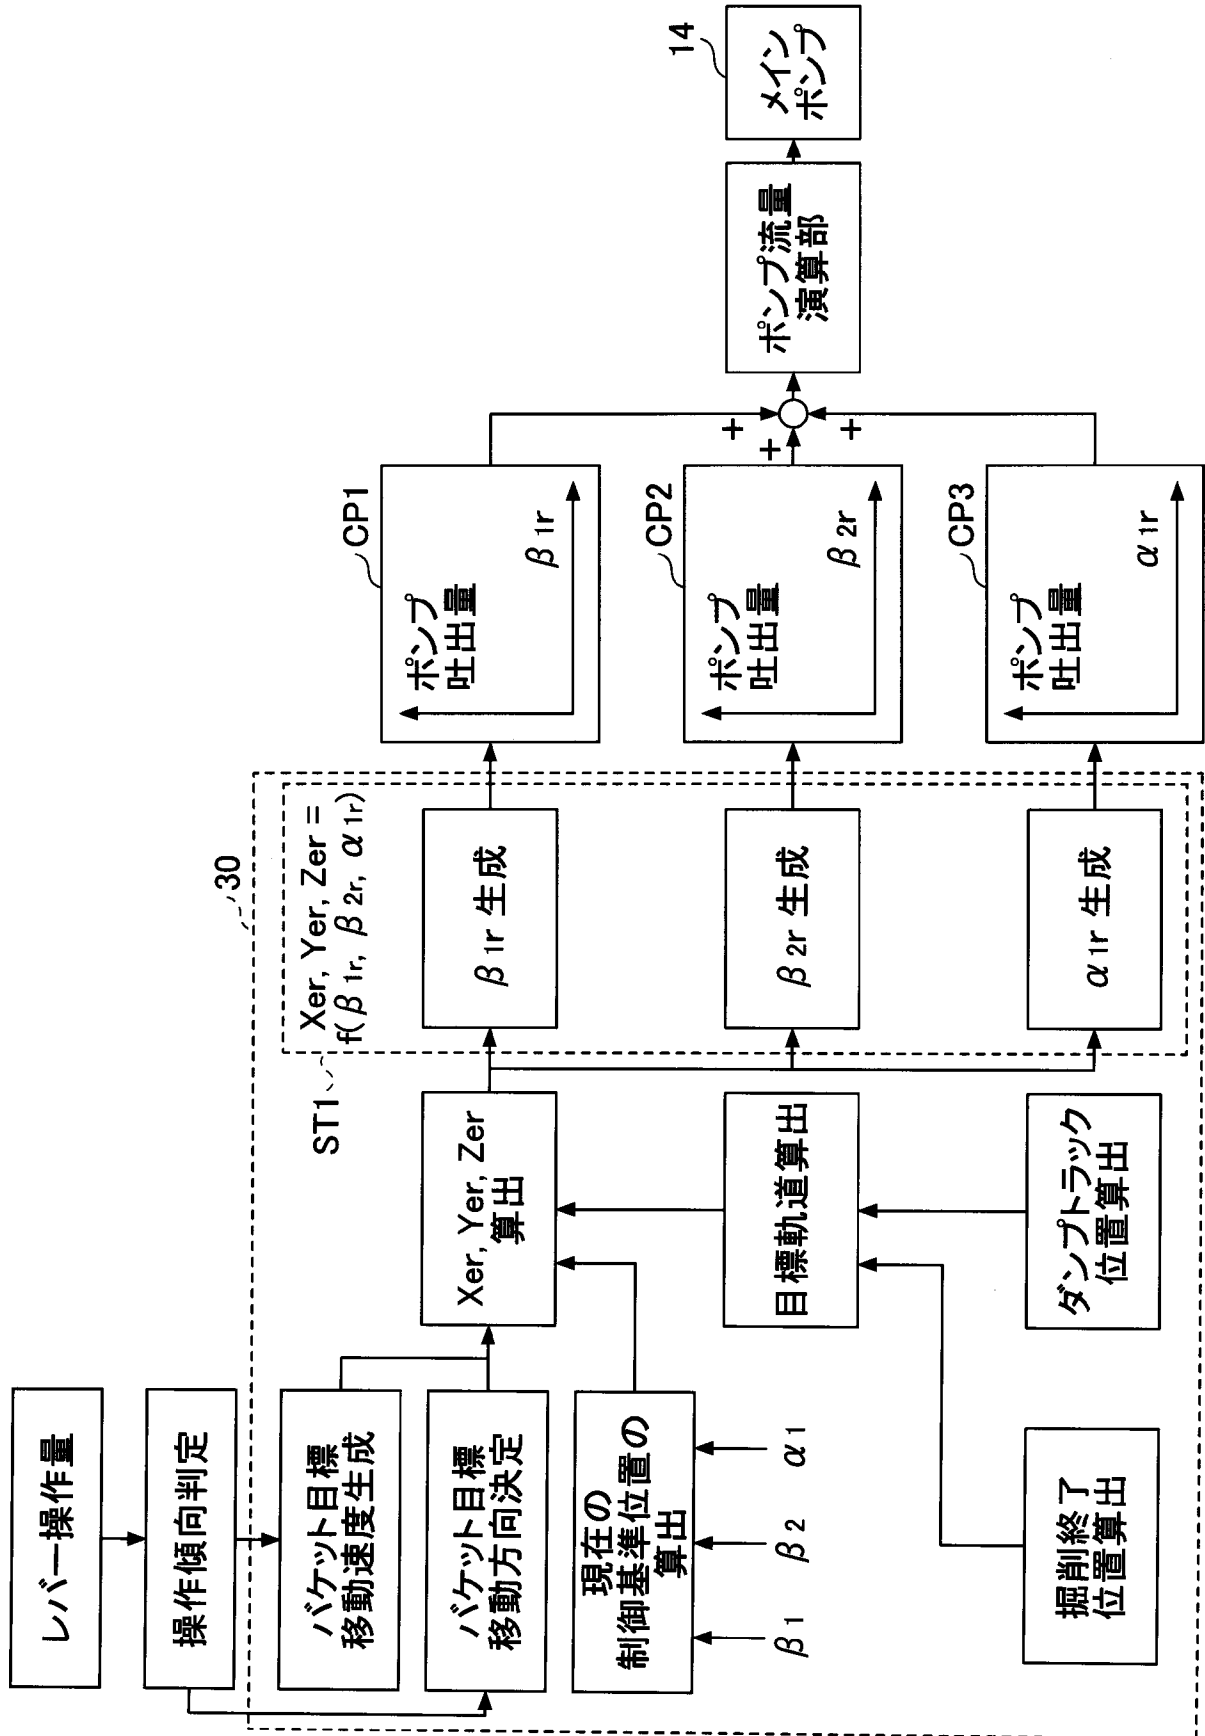 レバー操作量
操作傾向判定
30
バケット目標
移動速度生成
バケット目標
移動方向決定
現在の
制御基準位置の
算出
β1
β2
α1
掘削終了
位置算出
Xer, Yer, Zer
算出
目標軌道算出
ダンプトラック
位置算出
ST1
Xer, Yer, Zer =
f(β1r, β2r, α1r)
β1r 生成
β2r 生成
α1r 生成
CP1
ポンプ
吐出量
β1r
CP2
ポンプ
吐出量
β2r
CP3
ポンプ
吐出量
α1r
+
+
+
ポンプ流量
演算部
14
メイン
ポンプ